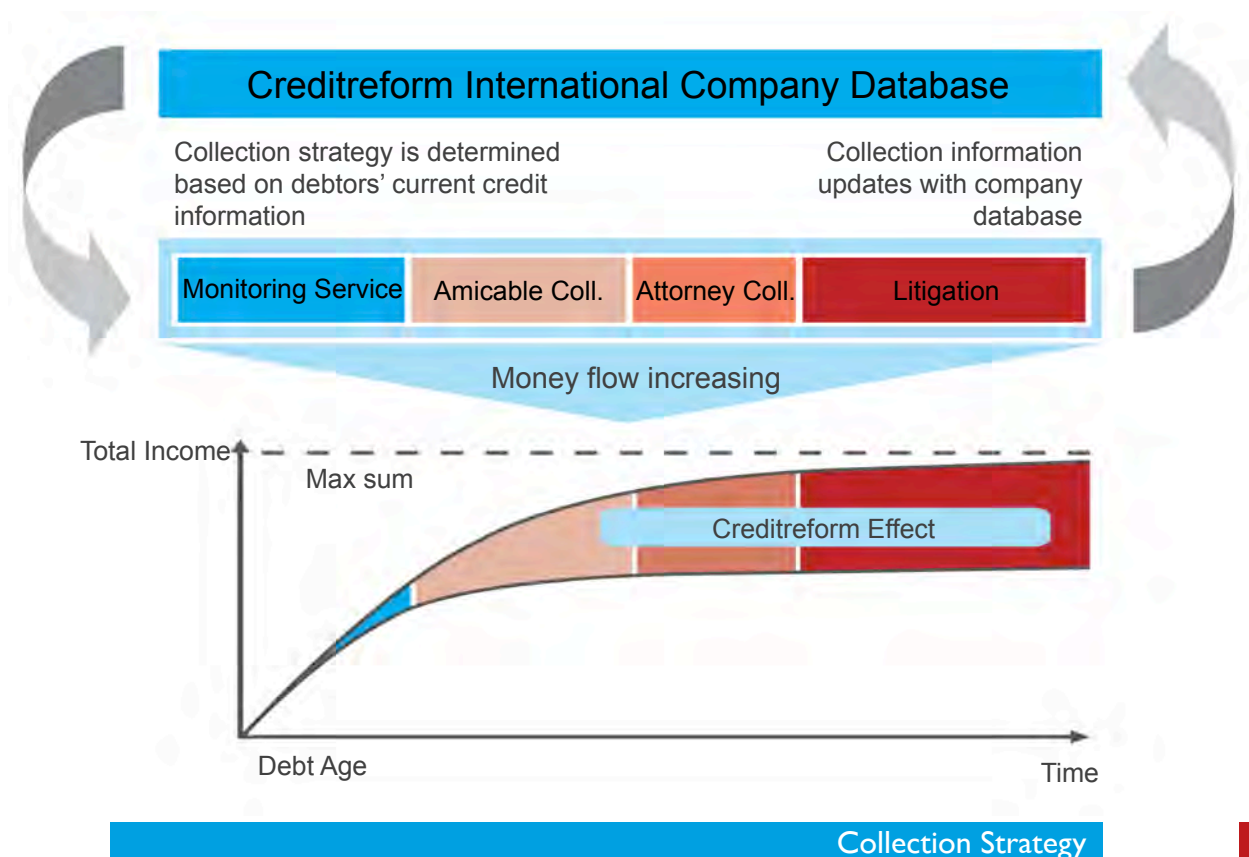 Creditreform International Company Database
Collection strategy is determined
based on debtors’ current credit
information
Collection information
updates with company
database
Monitoring Service
Amicable Coll.
Attorney Coll.
Litigation
Money flow increasing
Total Income
Max sum
Creditreform Effect
Debt Age
Time
Collection Strategy